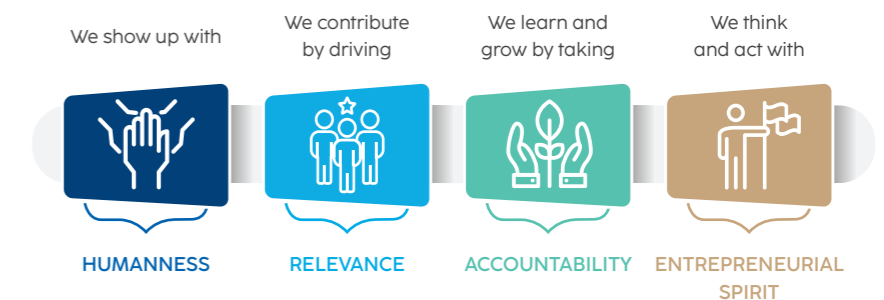 We show up with
We contribute
by driving
We learn and
grow by taking
We think
and act with
HUMANNESS
RELEVANCE
ACCOUNTABILITY
ENTREPRENEURIAL
SPIRIT